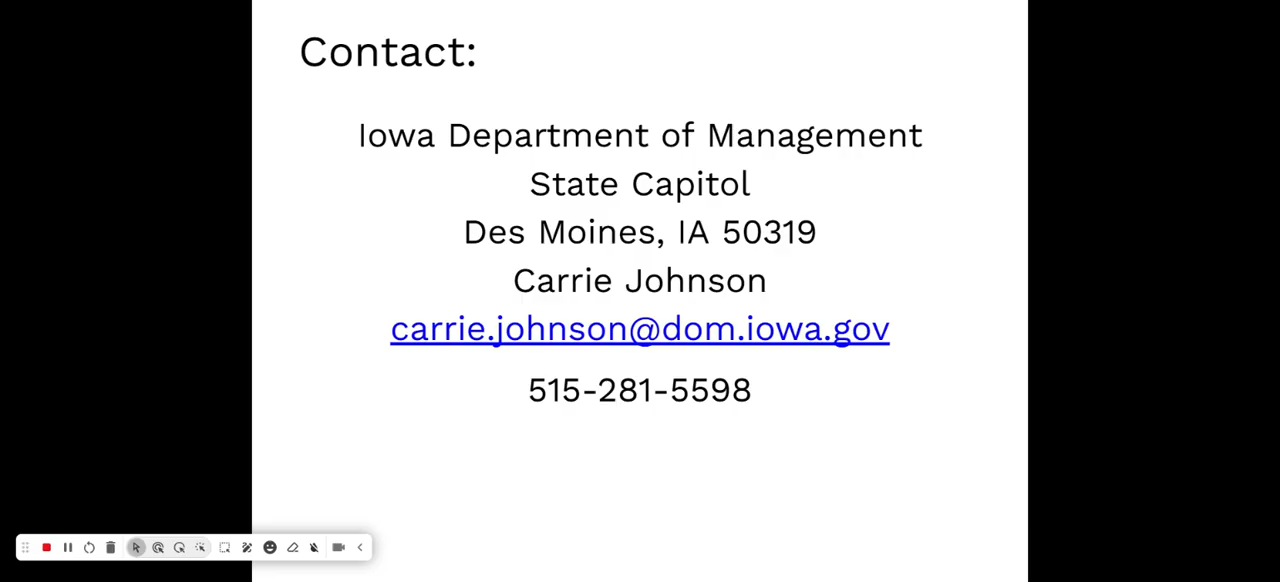 Contact:
Iowa Department of Management
State Capitol
Des Moines, IA 50319
Carrie Johnson
carrie.johnson@dom.iowa.gov
515-281-5598